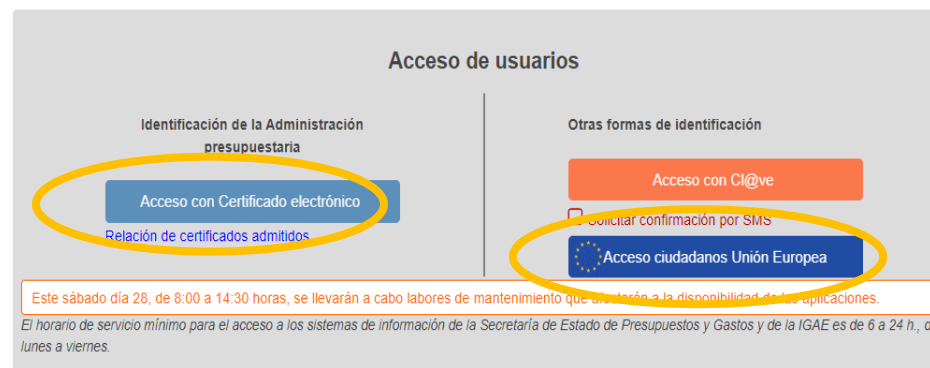 Acceso de usuarios
Identificación de la Administración
presupuestaria
Acceso con Certificado electrónico
Relación de certificados admitidos
Otras formas de identificación
Acceso con Cl@ve
Solicitar confirmación por SMS
Acceso ciudadanos Unión Europea
Este sábado día 28, de 8:00 a 14:30 horas, se llevarán a cabo labores de mantenimiento que afectarán a la disponibilidad de las aplicaciones.
El horario de servicio mínimo para el acceso a los sistemas de información de la Secretaría de Estado de Presupuestos y Gastos y de la IGAE es de 6 a 24 h.,
lunes a viernes.